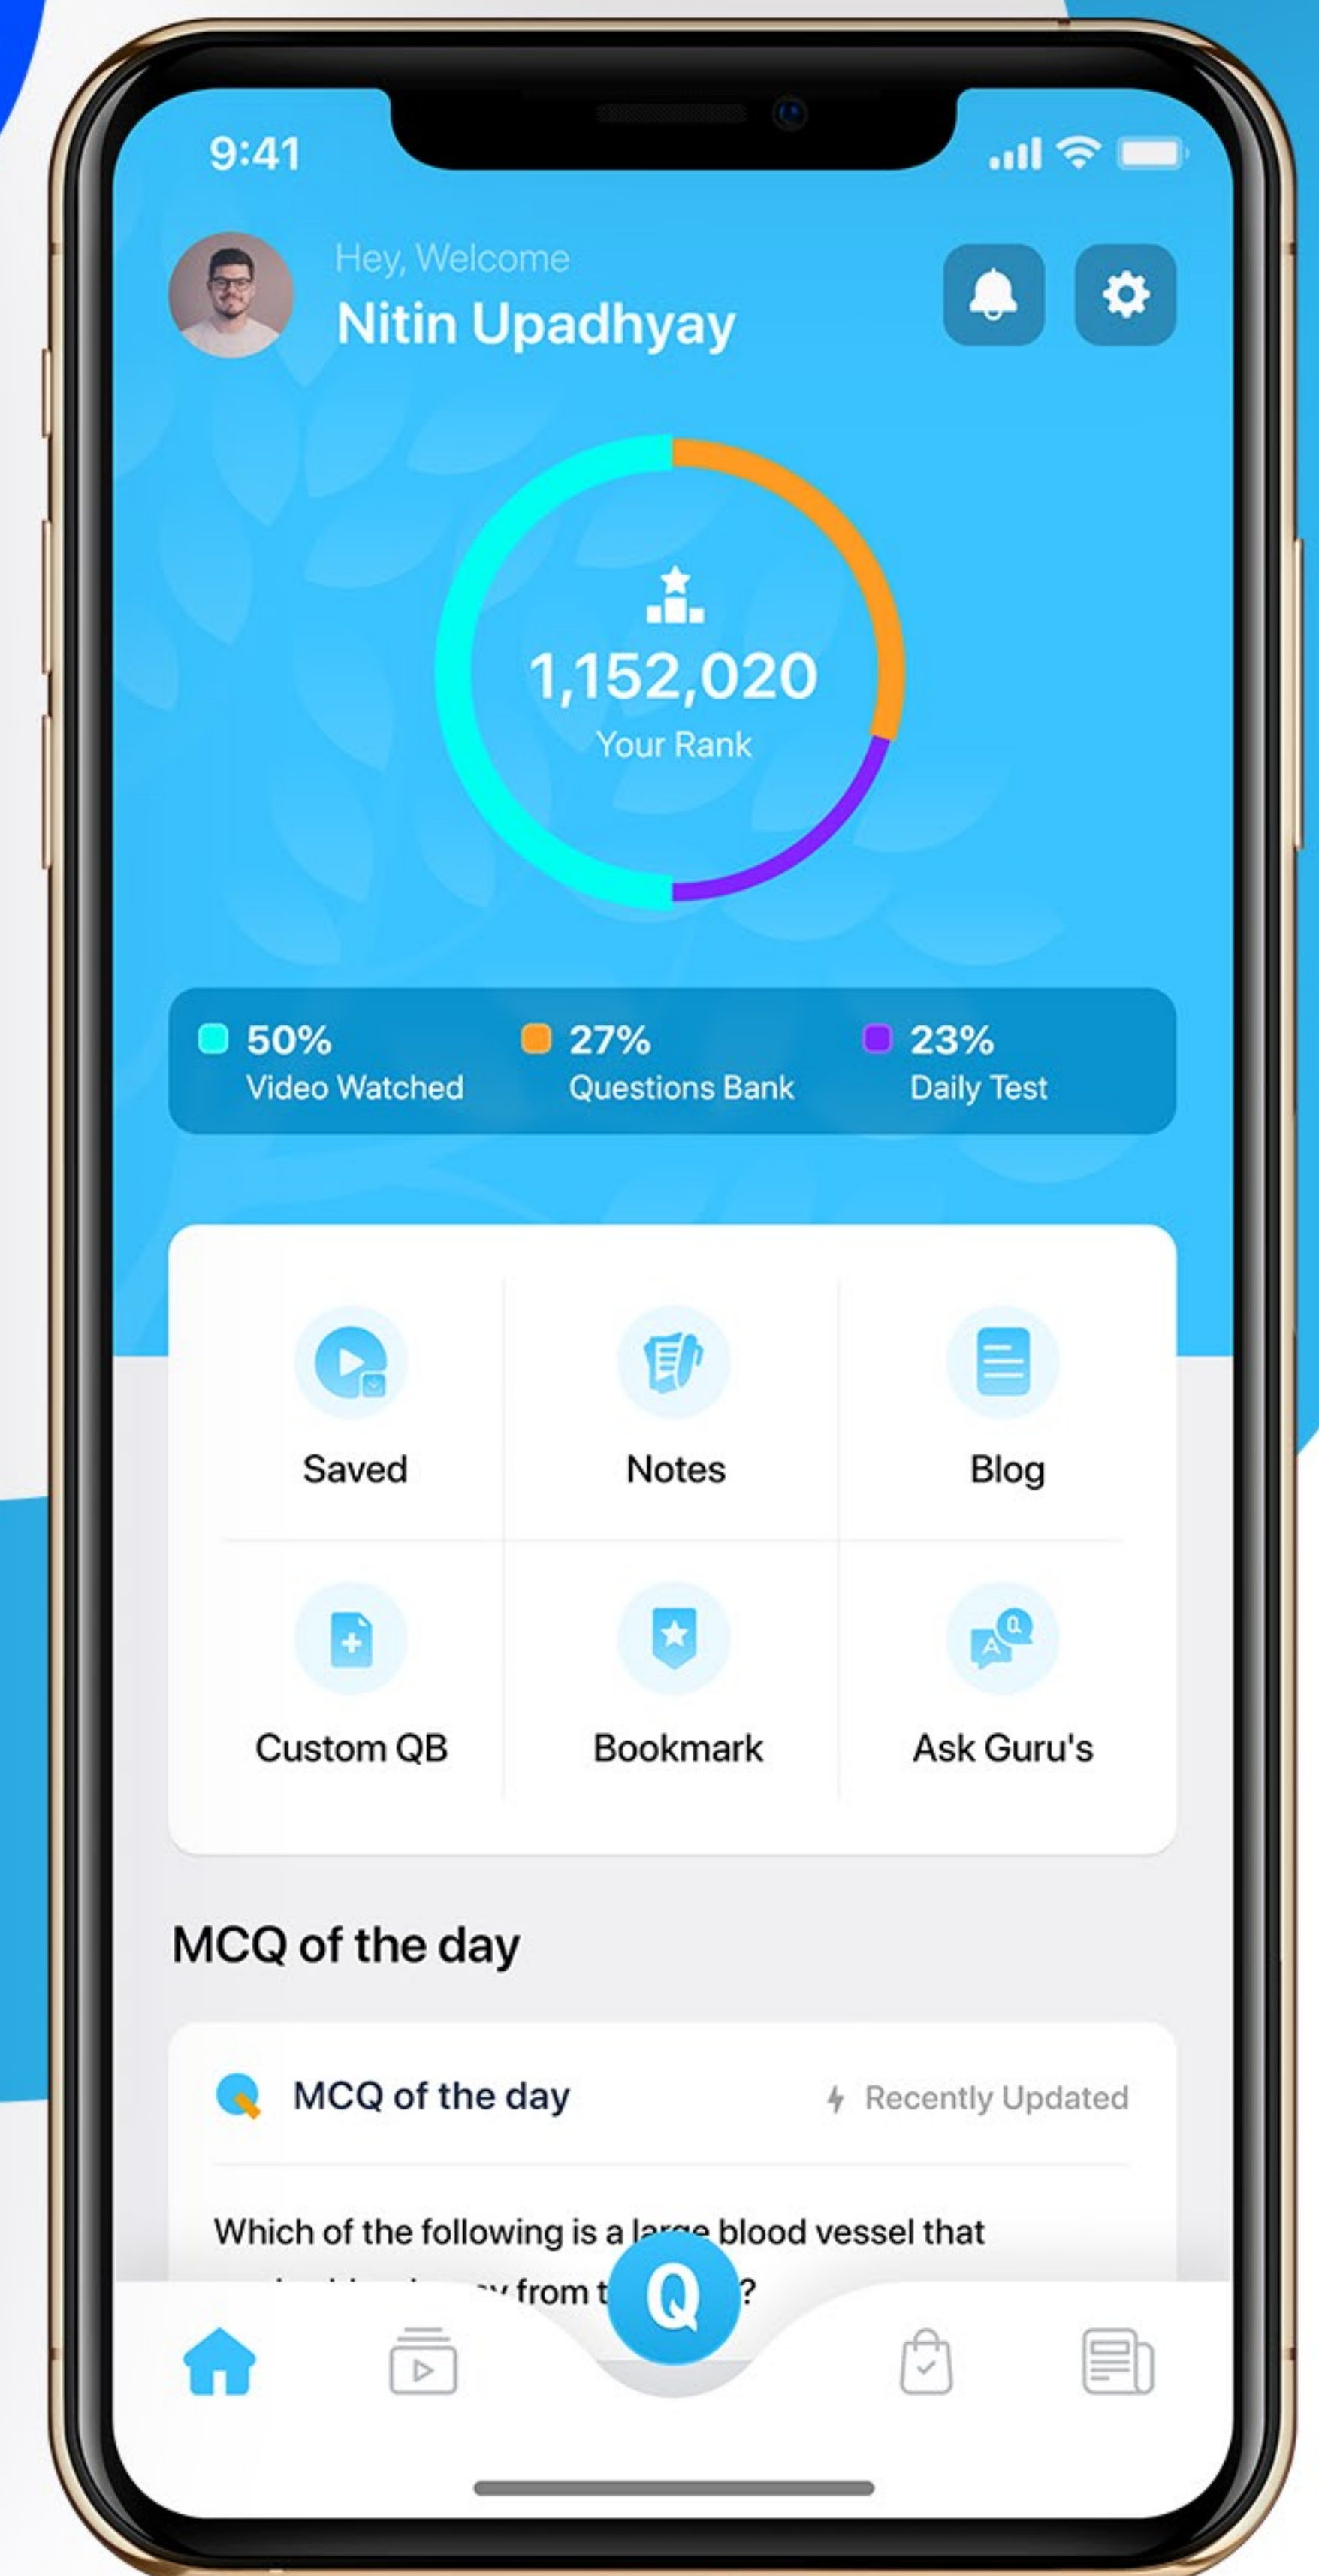 9:41
Hey, Welcome
Nitin Upadhyay
1,152,020
Your Rank
50%
Video Watched
27%
Questions Bank
23%
Daily Test
Saved
Notes
Blog
Custom QB
Bookmark
Ask Guru's
MCQ of the day
MCQ of the day
Recently Updated
Which of the following is a large blood vessel that
from ?
Q